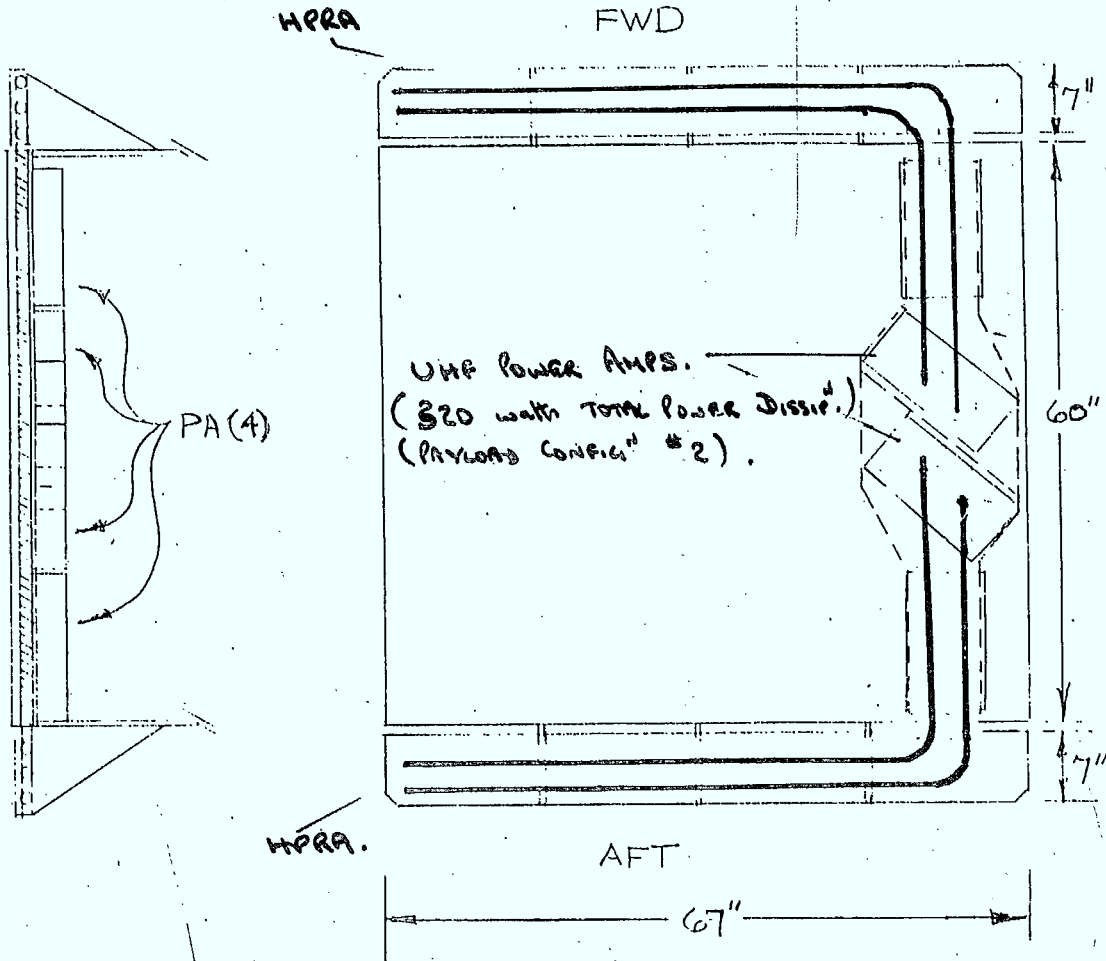 HPRA
FWD
7"
UHF POWER AMPS.
(320 watts TOTAL POWER DISSIPⁿ.)
(PAYLOAD CONFIGⁿ #2).
60"
PA(4)
7"
HPRA.
AFT
67"